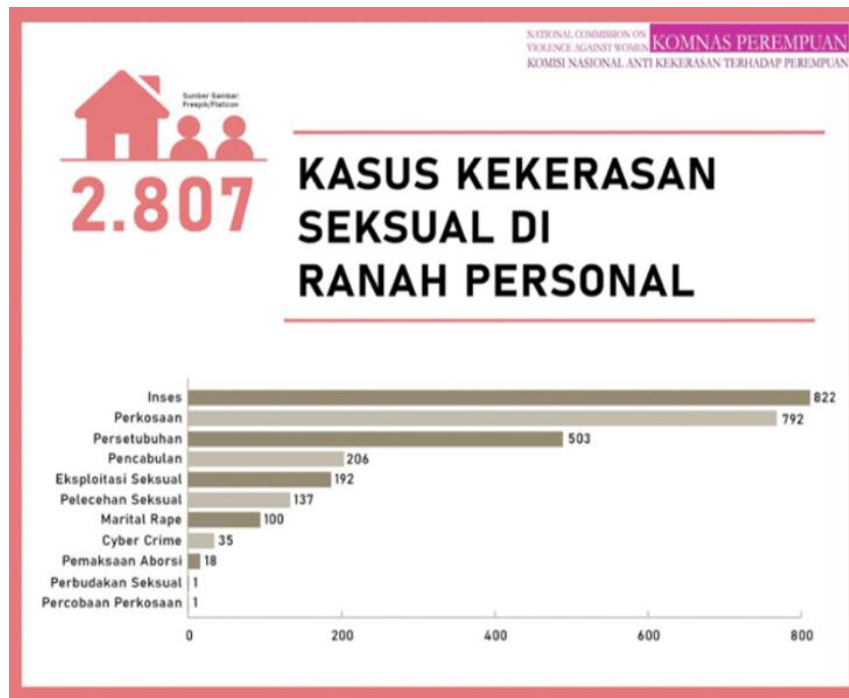 NATIONAL COMMISSION ON
VIOLENCE AGAINST WOMEN
KOMNAS PEREMPUAN
KOMISI NASIONAL ANTI KEKERASAN TERHADAP PEREMPUAN
Sumber Gambar:
Freepik/Flaticon
2.807
KASUS KEKERASAN
SEKSUAL DI
RANAH PERSONAL
Inses 822
Perkosaan 792
Persetubuhan 503
Pencabulan 206
Eksploitasi Seksual 192
Pelecehan Seksual 137
Marital Rape 100
Cyber Crime 35
Pemaksaan Aborsi 18
Perbudakan Seksual 1
Percobaan Perkosaan 1
0 200 400 600 800